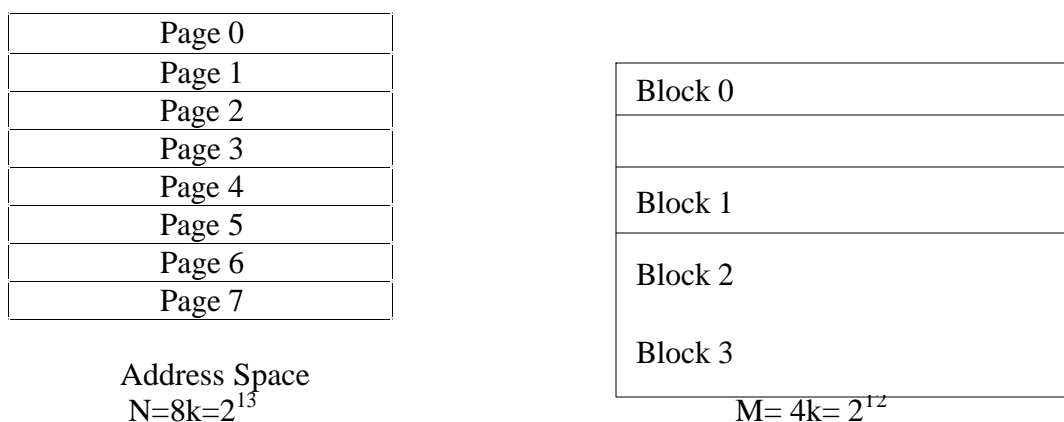 Page 0
Page 1
Page 2
Page 3
Page 4
Page 5
Page 6
Page 7
Address Space
N=8k=2^13
Block 0
Block 1
Block 2
Block 3
M= 4k= 2^12